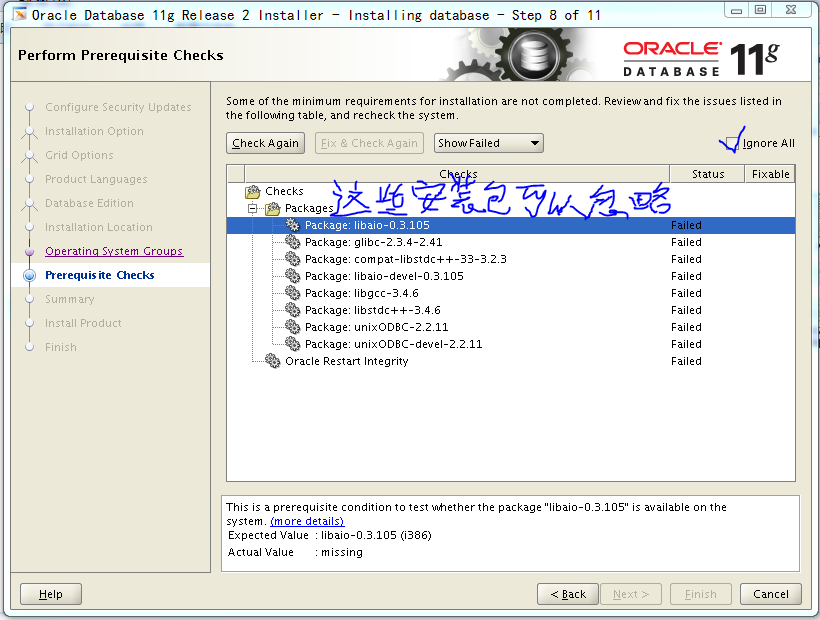 Oracle Database 11g Release 2 Installer - Installing database - Step 8 of 11
Perform Prerequisite Checks
ORACLE
DATABASE 11g
Configure Security Updates
Installation Option
Grid Options
Product Languages
Database Edition
Installation Location
Operating System Groups
Prerequisite Checks
Summary
Install Product
Finish
Some of the minimum requirements for installation are not completed. Review and fix the issues listed in
the following table, and recheck the system.
Check Again Fix & Check Again Show Failed Ignore All
Checks Status Fixable
这些安装包可以忽略
Checks
Packages
Package: libaio-0.3.105 Failed
Package: glibc-2.3.4-2.41 Failed
Package: compat-libstdc++-33-3.2.3 Failed
Package: libaio-devel-0.3.105 Failed
Package: libgcc-3.4.6 Failed
Package: libstdc++-3.4.6 Failed
Package: unixODBC-2.2.11 Failed
Package: unixODBC-devel-2.2.11 Failed
Oracle Restart Integrity Failed
This is a prerequisite condition to test whether the package "libaio-0.3.105" is available on the
system. (more details)
Expected Value : libaio-0.3.105 (i386)
Actual Value : missing
Help < Back Next > Finish Cancel